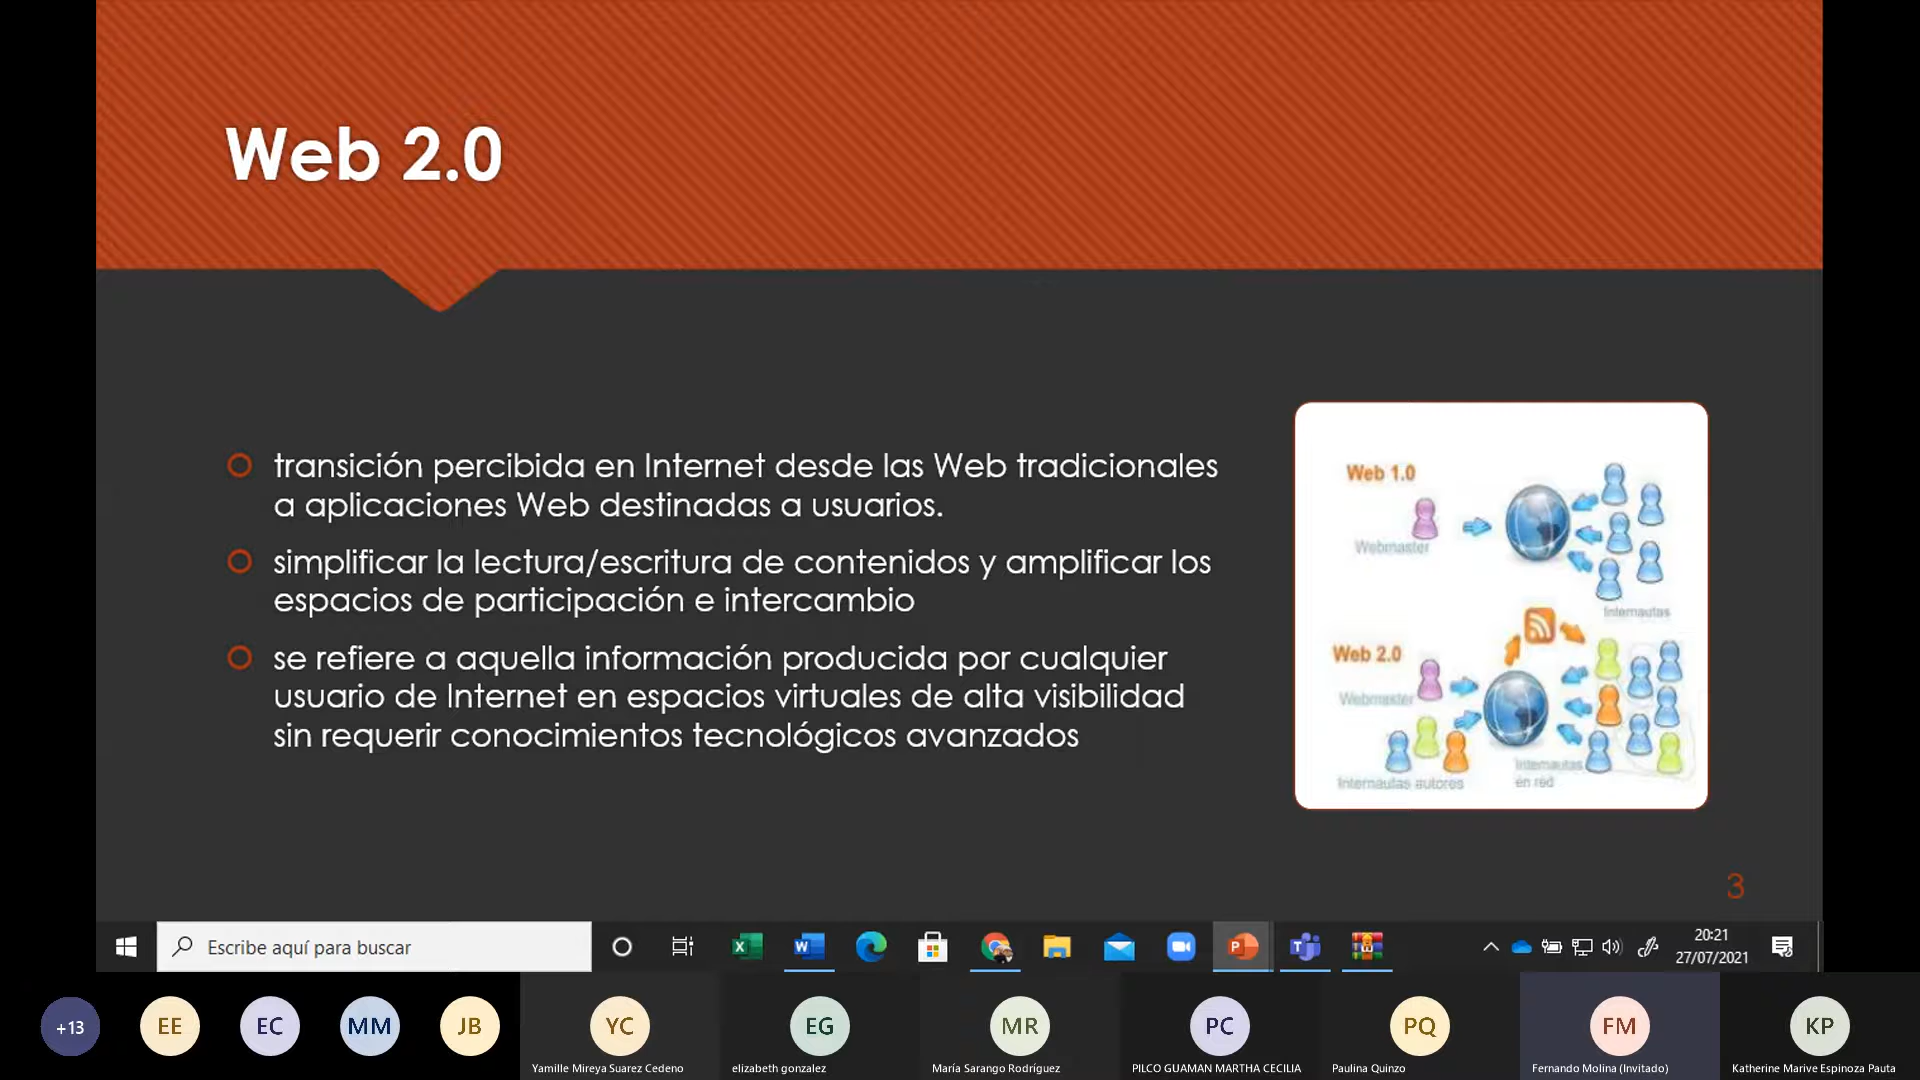 Web 2.0
transición percibida en Internet desde las Web tradicionales
a aplicaciones Web destinadas a usuarios.
simplificar la lectura/escritura de contenidos y amplificar los
espacios de participación e intercambio
se refiere a aquella información producida por cualquier
usuario de Internet en espacios virtuales de alta visibilidad
sin requerir conocimientos tecnológicos avanzados
Web 1.0
Webmaster
Internautas
Web 2.0
Webmaster
Internautas autores
Internautas
en red
3
Escribe aquí para buscar
20:21
27/07/2021
+13
EE
EC
MM
JB
YC
EG
MR
PC
PQ
FM
KP
Yamille Mireya Suarez Cedeno
elizabeth gonzalez
María Sarango Rodríguez
PILCO GUAMAN MARTHA CECILIA
Paulina Quinzo
Fernando Molina (Invitado)
Katherine Marive Espinoza Pauta